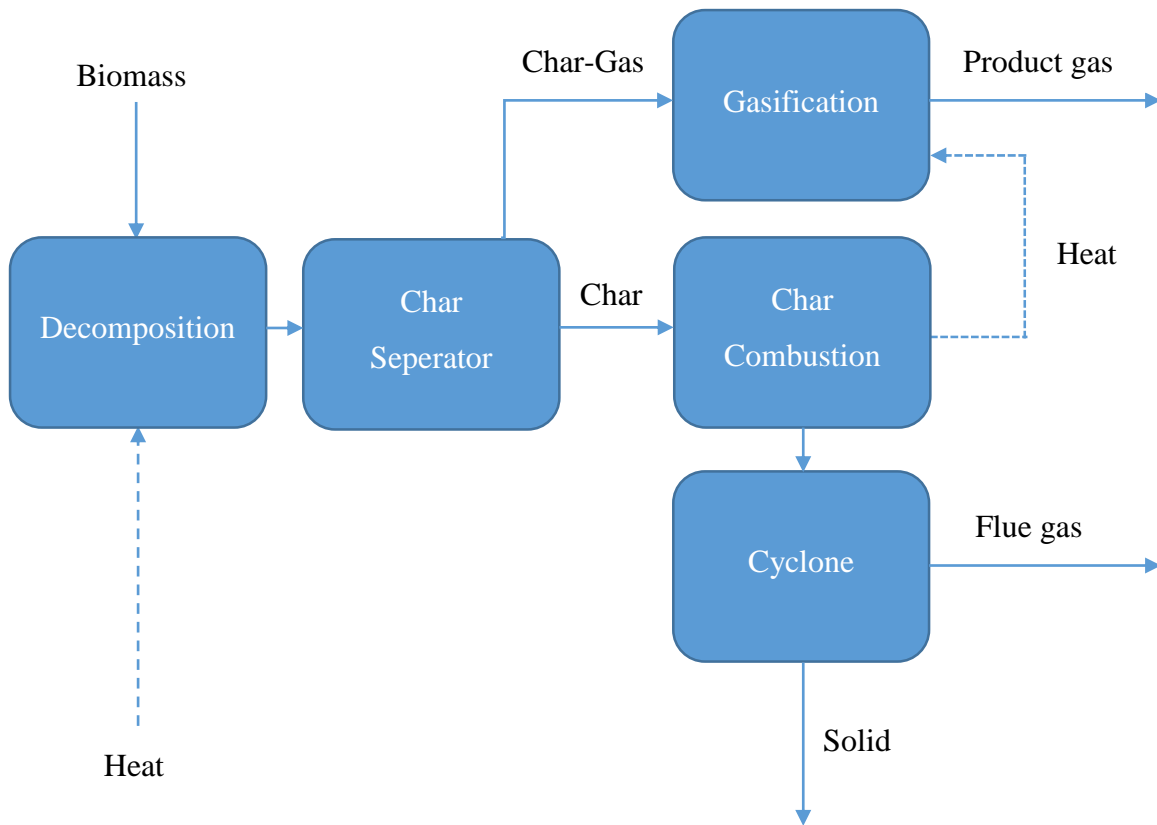 Biomass
Char-Gas
Gasification
Product gas
Decomposition
Char
Seperator
Char
Char
Combustion
Heat
Cyclone
Flue gas
Heat
Solid